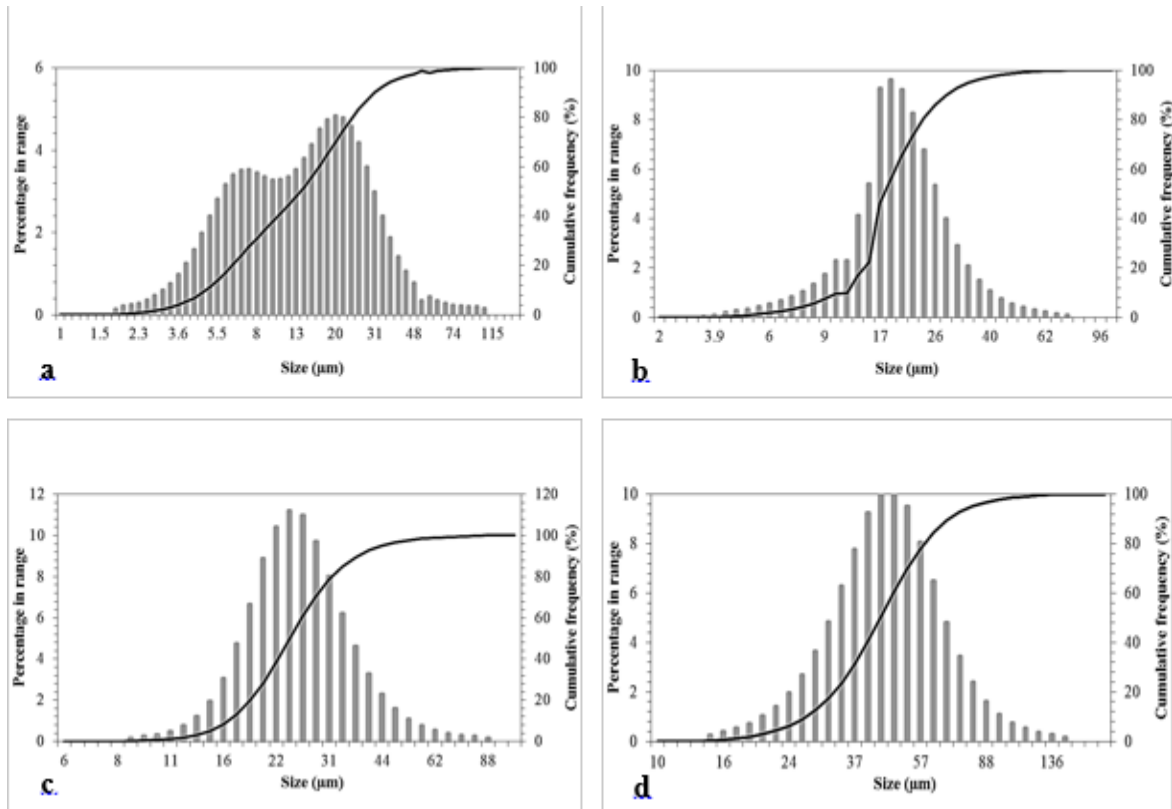 Percentage in range
6
4
2
0
100
80
60
40
20
0
Cumulative frequency (%)
1 1.5 2.3 3.6 5.5 8 13 20 31 48 74 115
Size (µm)
a
Percentage in range
10
8
6
4
2
0
100
80
60
40
20
0
Cumulative frequency (%)
2 3.9 6 9 17 26 40 62 96
Size (µm)
b
Percentage in range
12
10
8
6
4
2
0
120
100
80
60
40
20
0
Cumulative frequency (%)
6 8 11 16 22 31 44 62 88
Size (µm)
c
Percentage in range
10
8
6
4
2
0
100
80
60
40
20
0
Cumulative frequency (%)
10 16 24 37 57 88 136
Size (µm)
d